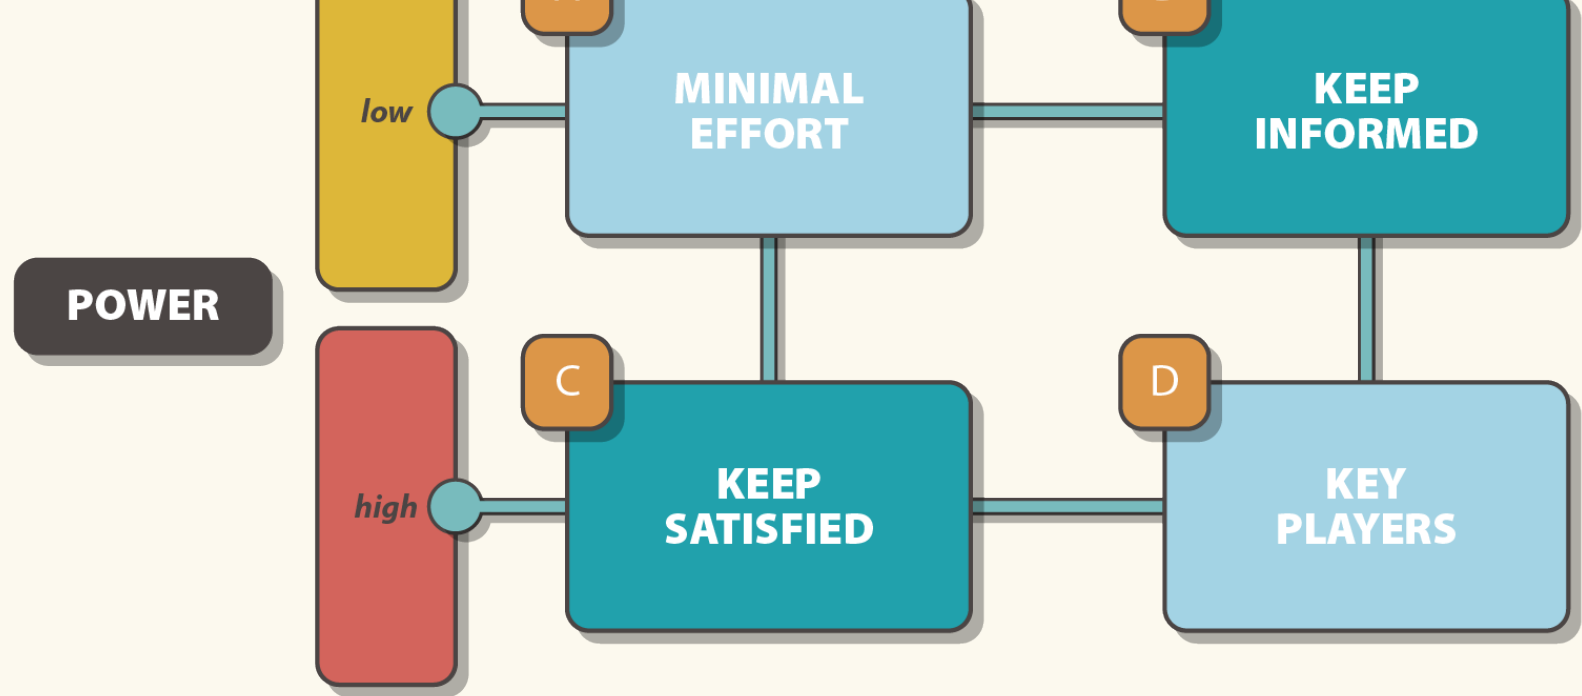 MINIMAL
EFFORT
KEEP
INFORMED
low
POWER
C
D
high
KEEP
SATISFIED
KEY
PLAYERS